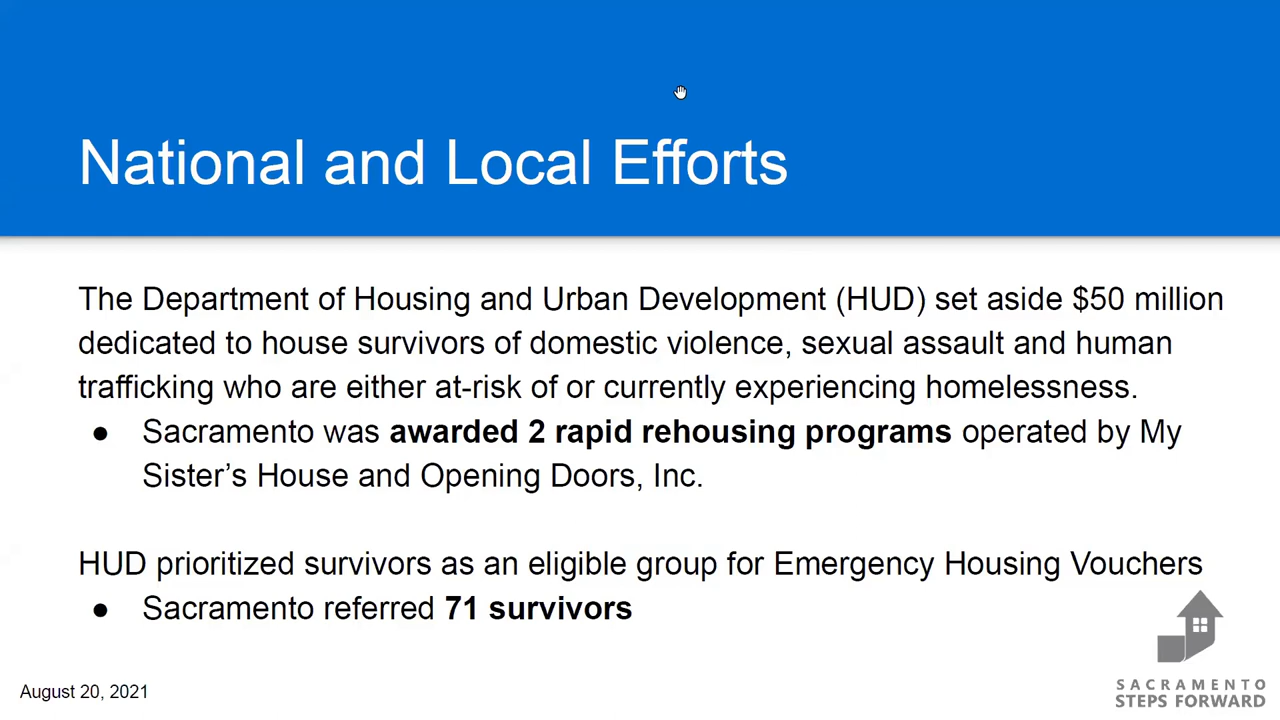 National and Local Efforts
The Department of Housing and Urban Development (HUD) set aside $50 million
dedicated to house survivors of domestic violence, sexual assault and human
trafficking who are either at-risk of or currently experiencing homelessness.
● Sacramento was awarded 2 rapid rehousing programs operated by My
Sister’s House and Opening Doors, Inc.
HUD prioritized survivors as an eligible group for Emergency Housing Vouchers
● Sacramento referred 71 survivors
August 20, 2021
SACRAMENTO
STEPS FORWARD